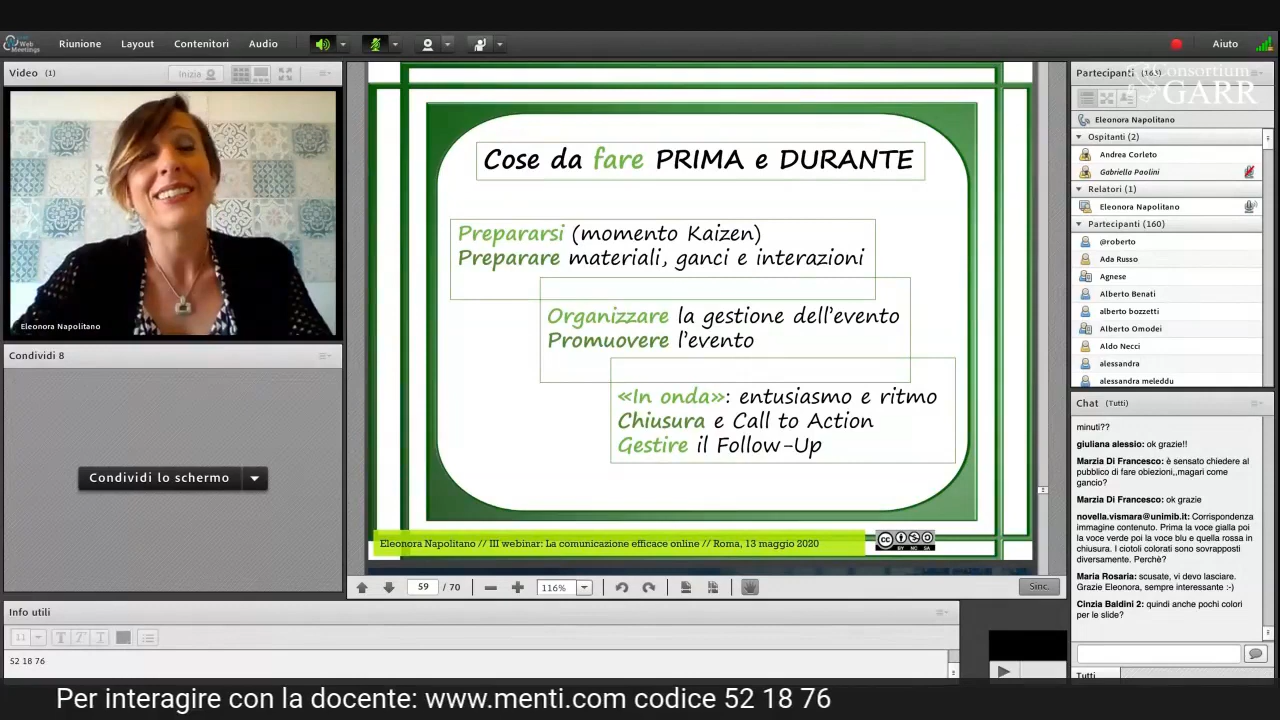 Web
Meetings
Riunione Layout Contenitori Audio Aiuto
Video (1)
Inizia
Eleonora Napolitano
Condividi 8
Condividi lo schermo
Cose da fare PRIMA e DURANTE
Prepararsi (momento Kaizen)
Preparare materiali, ganci e interazioni
Organizzare la gestione dell'evento
Promuovere l'evento
«In onda»: entusiasmo e ritmo
Chiusura e Call to Action
Gestire il Follow-Up
Eleonora Napolitano // III webinar: La comunicazione efficace online // Roma, 13 maggio 2020
CC BY NC SA
59 / 70
116%
Sinc.
Partecipanti (163)
Consortium
GARR
Eleonora Napolitano
Ospitanti (2)
Andrea Corleto
Gabriella Paolini
Relatori (1)
Eleonora Napolitano
Partecipanti (160)
@roberto
Ada Russo
Agnese
Alberto Benati
alberto bozzetti
Alberto Omodei
Aldo Necci
alessandra
alessandra meleddu
Chat (Tutti)
minuti??
giuliana alessio: ok grazie!!
Marzia Di Francesco: è sensato chiedere al
pubblico di fare obiezioni,,magari come
gancio?
Marzia Di Francesco: ok grazie
novella.vismara@unimib.it: Corrispondenza
immagine contenuto. Prima la voce gialla poi
la voce verde poi la voce blu e quella rossa in
chiusura. I ciotoli colorati sono sovrapposti
diversamente. Perchè?
Maria Rosaria: scusate, vi devo lasciare.
Grazie Eleonora, sempre interessante :-)
Cinzia Baldini 2: quindi anche pochi colori
per le slide?
Tutti
Info utili
11
52 18 76
Per interagire con la docente: www.menti.com codice 52 18 76